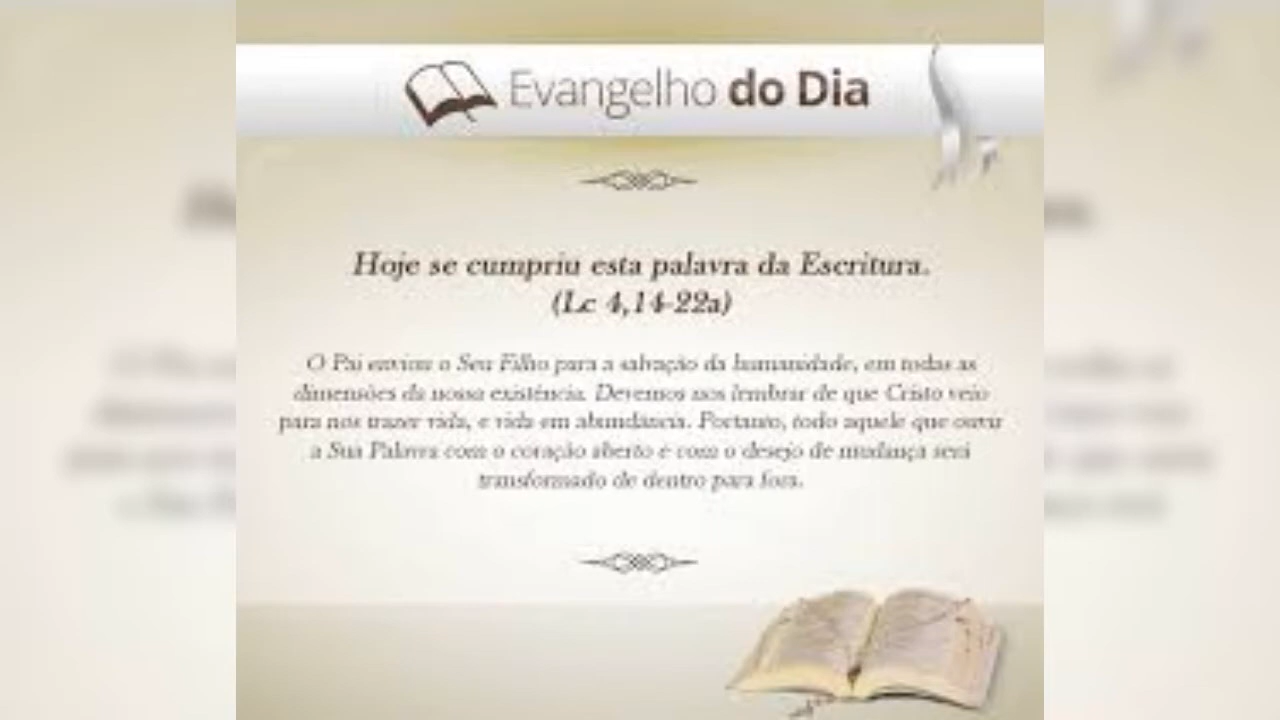 Evangelho do Dia
Hoje se cumpriu esta palavra da Escritura.
(Lc 4,14-22a)
O Pai enviou o Seu Filho para a salvação da humanidade, em todas as
dimensões da nossa existência. Devemos nos lembrar de que Cristo veio
para nos trazer vida, e vida em abundância. Portanto, todo aquele que ouvir
a Sua Palavra com o coração aberto e com o desejo de mudança será
transformado de dentro para fora.